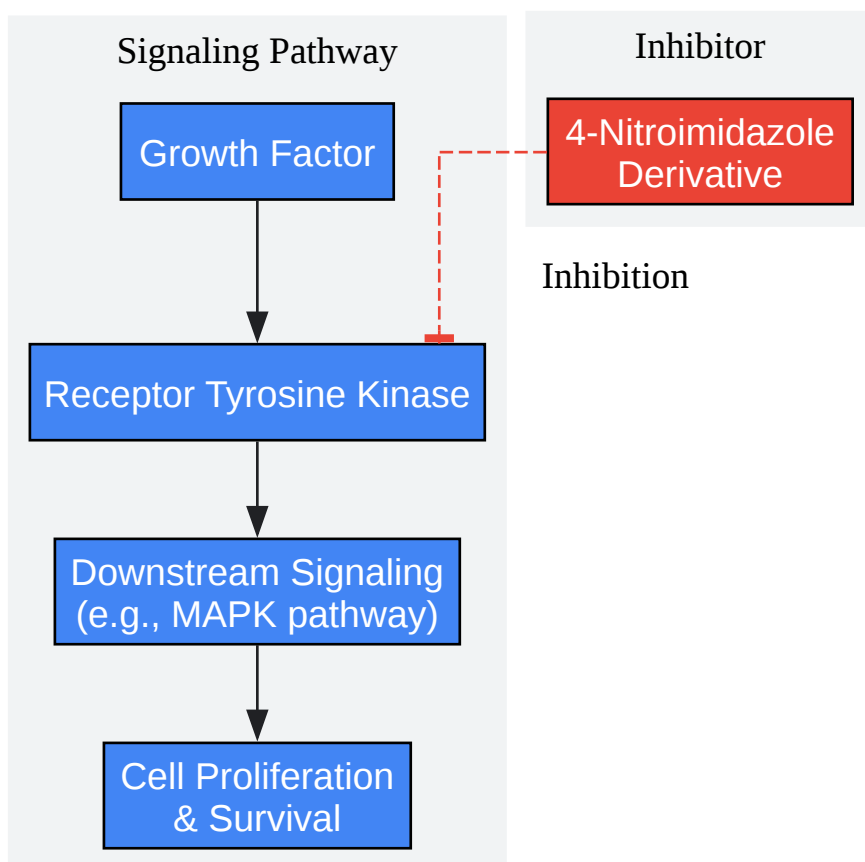 Signaling Pathway
Growth Factor
Receptor Tyrosine Kinase
Downstream Signaling
(e.g., MAPK pathway)
Cell Proliferation
& Survival
Inhibitor
4-Nitroimidazole
Derivative
Inhibition